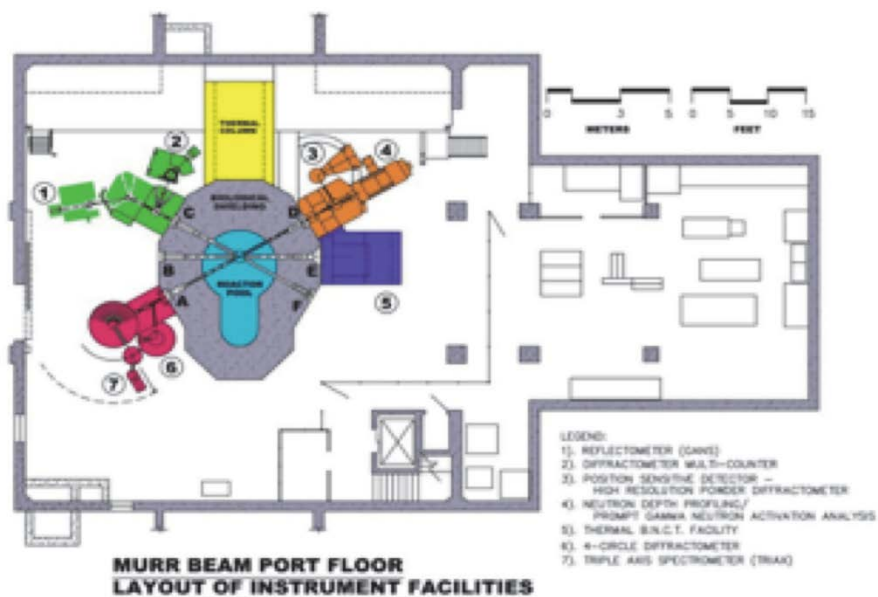 THERMAL
COLUMN
BIOLOGICAL
SHIELDING
REACTION
POOL
A
B
C
D
E
F
1
2
3
4
5
6
7
0 3 5
METERS
0 5 10 15
FEET
LEGEND:
1). REFLECTOMETER (GANS)
2). DIFFRACTOMETER MULTI-COUNTER
3). POSITION SENSITIVE DETECTOR –
HIGH RESOLUTION POWDER DIFFRACTOMETER
4). NEUTRON DEPTH PROFILING/
PROMPT GAMMA NEUTRON ACTIVATION ANALYSIS
5). THERMAL B.N.C.T. FACILITY
6). 4-CIRCLE DIFFRACTOMETER
7). TRIPLE AXIS SPECTROMETER (TRIAX)
MURR BEAM PORT FLOOR
LAYOUT OF INSTRUMENT FACILITIES